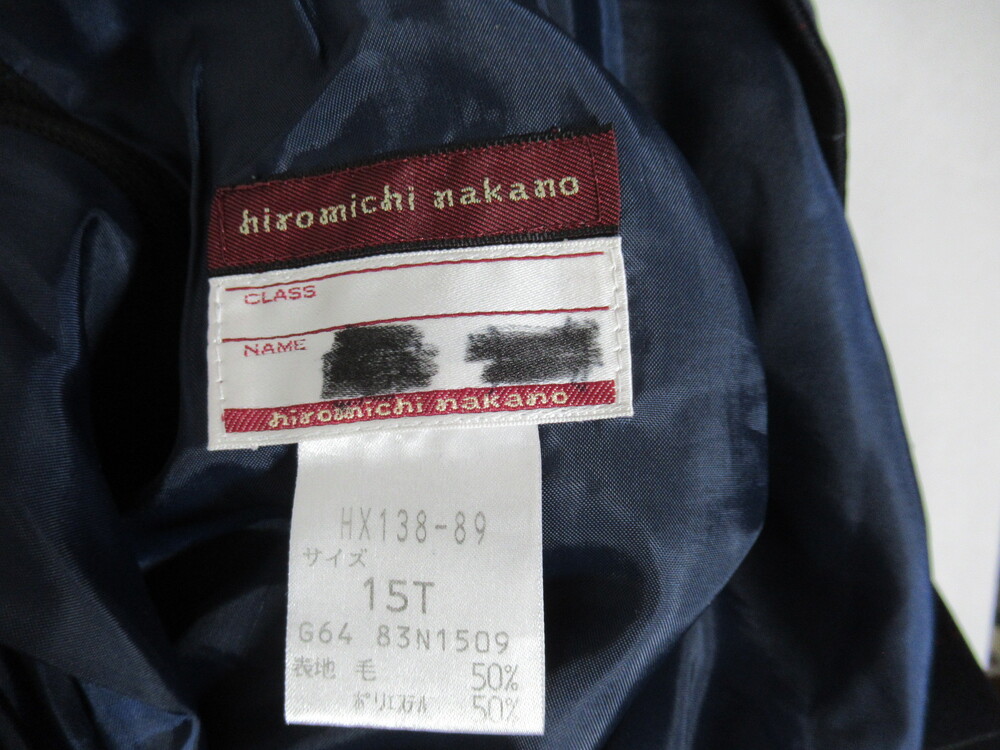 hiromichi nakano
CLASS
NAME
hiromichi nakano
HX138-89
サイズ
15T
G64 83N1509
表地 毛 50%
ポリエステル 50%